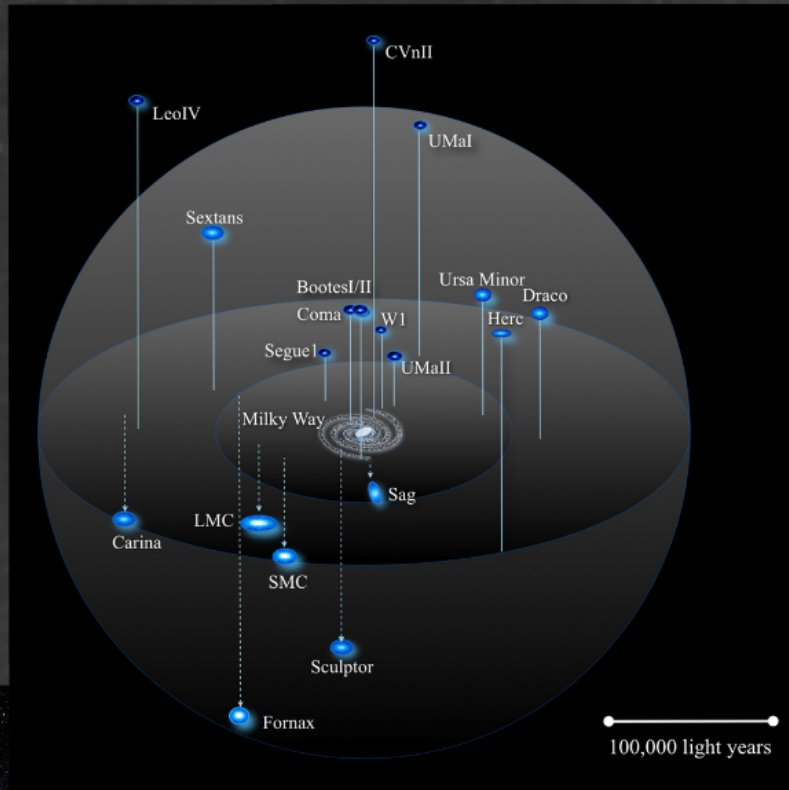 CVnII
LeoIV
UMaI
Sextans
Ursa Minor
BootesI/II
Draco
Coma
W1
Herc
Segue1
UMaII
Milky Way
Sag
LMC
Carina
SMC
Sculptor
Fornax
100,000 light years